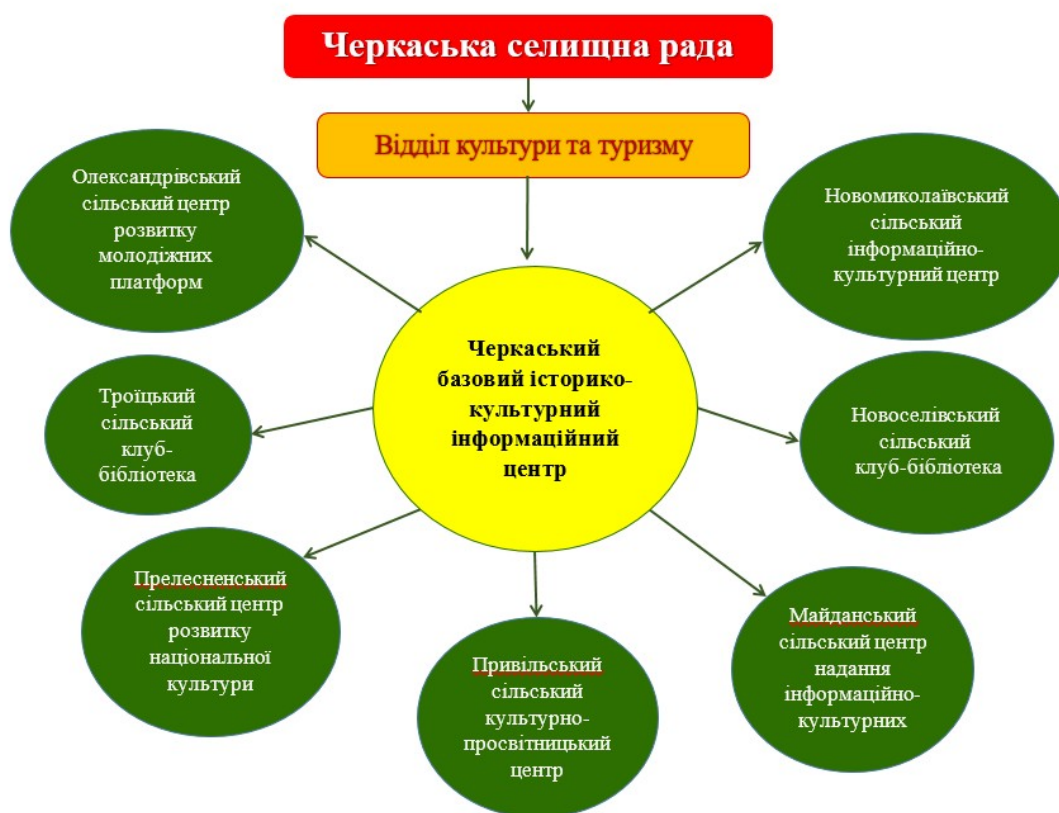 Черкаська селищна рада
Відділ культури та туризму
Олександрівський
сільський центр
розвитку
молодіжних
платформ
Новомиколаївський
сільський
інформаційно-
культурний центр
Черкаський
базовий історико-
культурний
інформаційний
центр
Троїцький
сільський
клуб-
бібліотека
Новоселівський
сільський
клуб-бібліотека
Прелесненський
сільський центр
розвитку
національної
культури
Привільський
сільський
культурно-
просвітницький
центр
Майданський
сільський центр
надання
інформаційно-
культурних